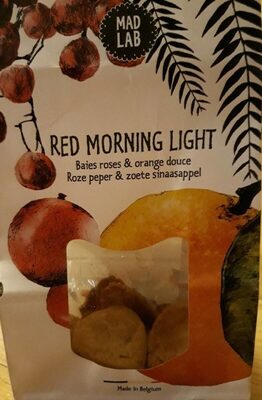 MAD
LAB
RED MORNING LIGHT
Baies roses & orange douce
Roze peper & zoete sinaasappel
Made in Belgium